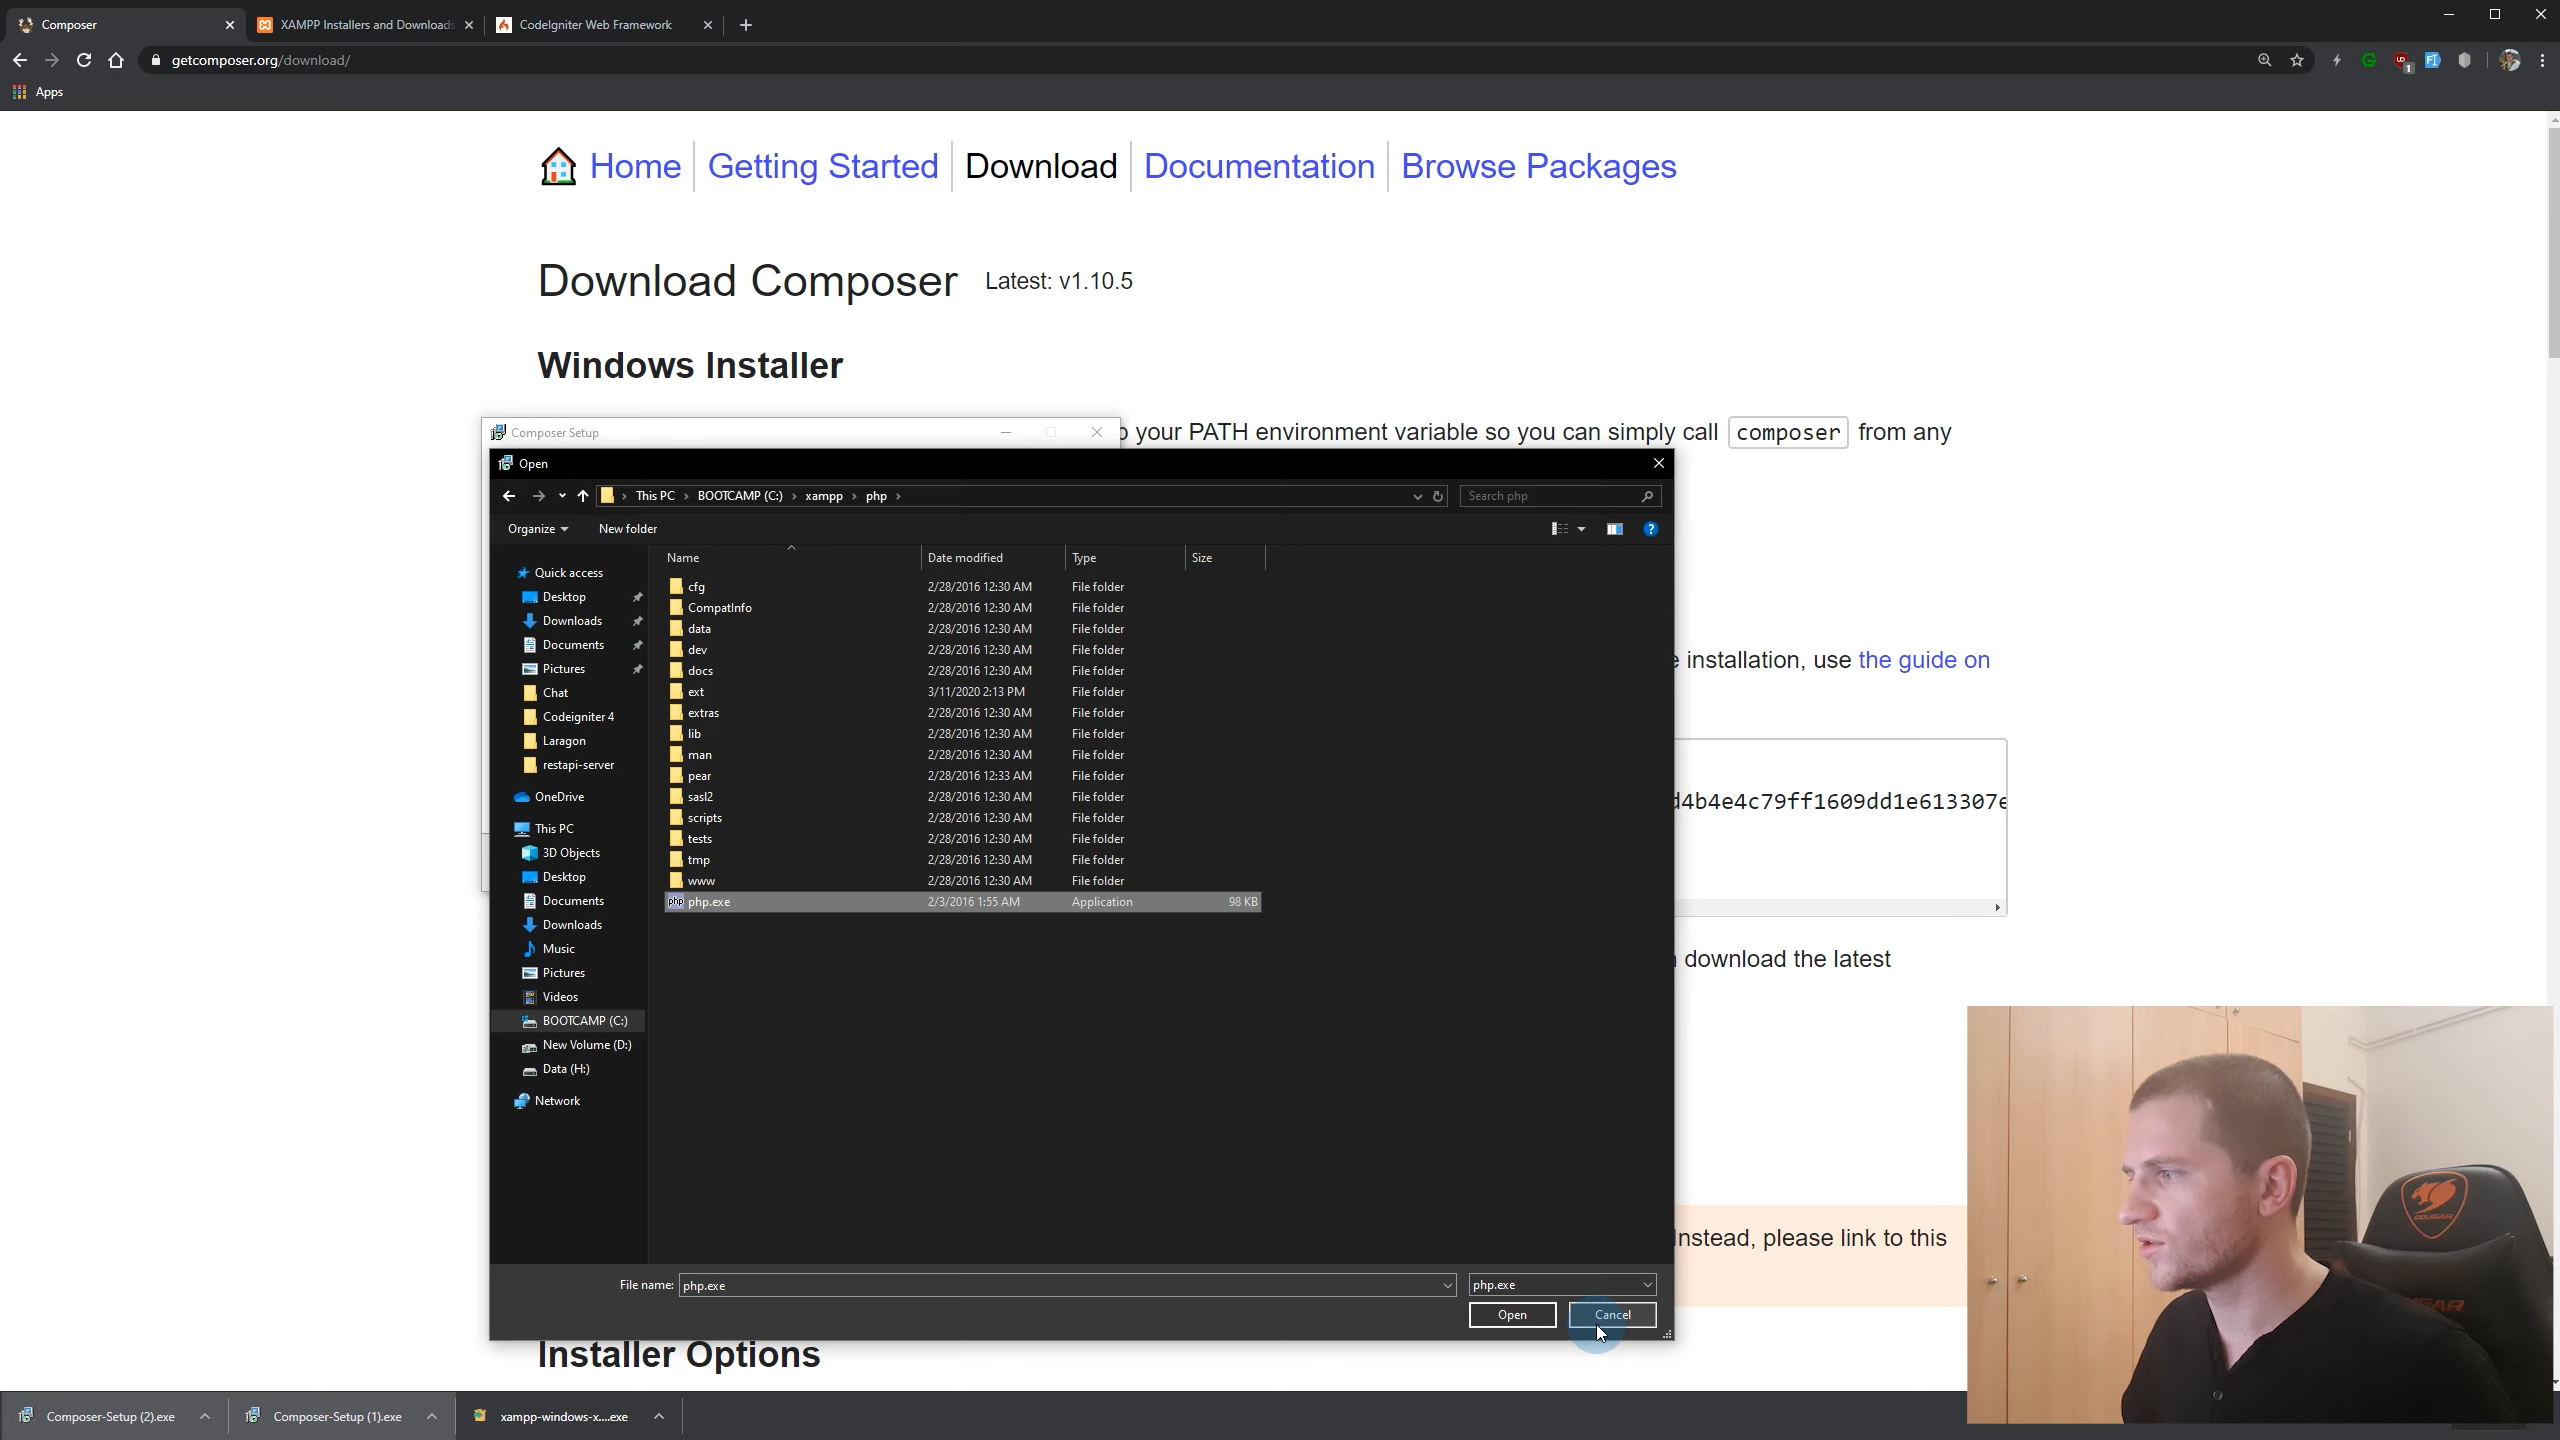 Composer
XAMPP Installers and Downloads
CodeIgniter Web Framework
getcomposer.org/download/
Apps
Home
Getting Started
Download
Documentation
Browse Packages
Download Composer Latest: v1.10.5
Windows Installer
Composer Setup
your PATH environment variable so you can simply call composer from any
Open
This PC › BOOTCAMP (C:) › xampp › php ›
Search php
Organize
New folder
Name Date modified Type Size
Quick access
Desktop
Downloads
Documents
Pictures
Chat
Codeigniter 4
Laragon
restapi-server
OneDrive
This PC
3D Objects
Desktop
Documents
Downloads
Music
Pictures
Videos
BOOTCAMP (C:)
New Volume (D:)
Data (H:)
Network
cfg 2/28/2016 12:30 AM File folder
CompatInfo 2/28/2016 12:30 AM File folder
data 2/28/2016 12:30 AM File folder
dev 2/28/2016 12:30 AM File folder
docs 2/28/2016 12:30 AM File folder
ext 3/11/2020 2:13 PM File folder
extras 2/28/2016 12:30 AM File folder
lib 2/28/2016 12:30 AM File folder
man 2/28/2016 12:30 AM File folder
pear 2/28/2016 12:33 AM File folder
sasl2 2/28/2016 12:30 AM File folder
scripts 2/28/2016 12:30 AM File folder
tests 2/28/2016 12:30 AM File folder
tmp 2/28/2016 12:30 AM File folder
www 2/28/2016 12:30 AM File folder
php php.exe 2/3/2016 1:55 AM Application 98 KB
installation, use the guide on
d4b4e4c79ff1609dd1e613307e
download the latest
Instead, please link to this
File name: php.exe
php.exe
Open
Cancel
Installer Options
COUGAR
Composer-Setup (2).exe
Composer-Setup (1).exe
xampp-windows-x....exe